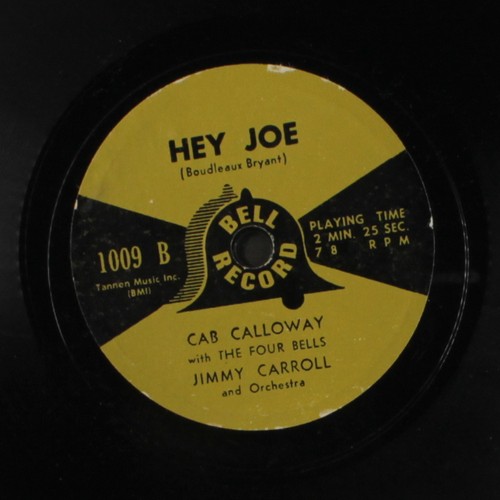 HEY JOE
(Boudleaux Bryant)
BELL
RECORD
1009 B
Tannen Music Inc.
(BMI)
PLAYING TIME
2 MIN. 25 SEC.
78 RPM
CAB CALLOWAY
with THE FOUR BELLS
JIMMY CARROLL
and Orchestra